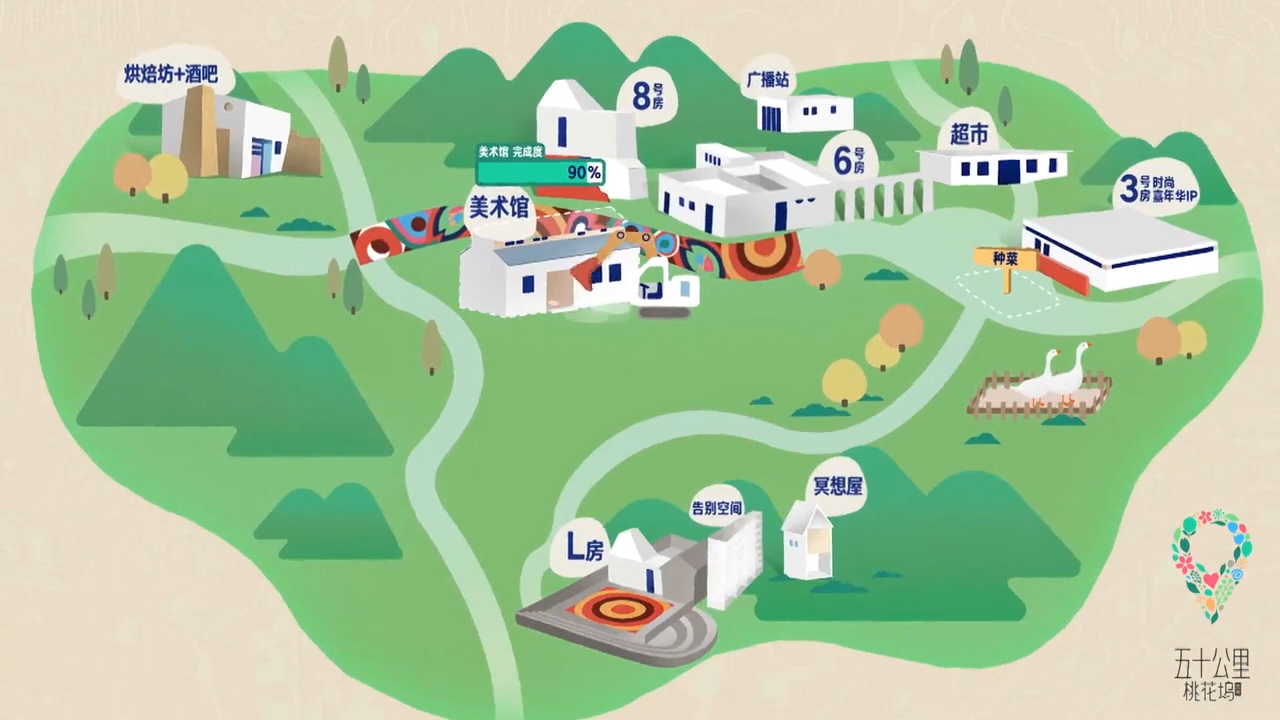 烘焙坊+酒吧
8号房
广播站
超市
美术馆 完成度
90%
6号房
3号房 时尚嘉年华IP
美术馆
种菜
冥想屋
告别空间
L房
五十公里
桃花坞